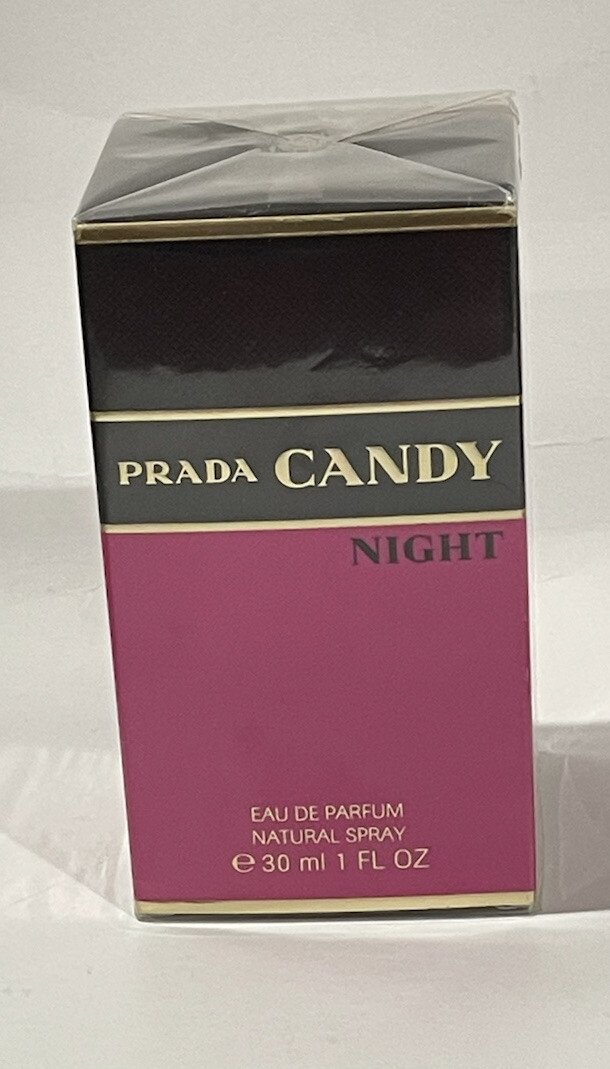 PRADA CANDY
NIGHT
EAU DE PARFUM
NATURAL SPRAY
℮ 30 ml 1 FL OZ